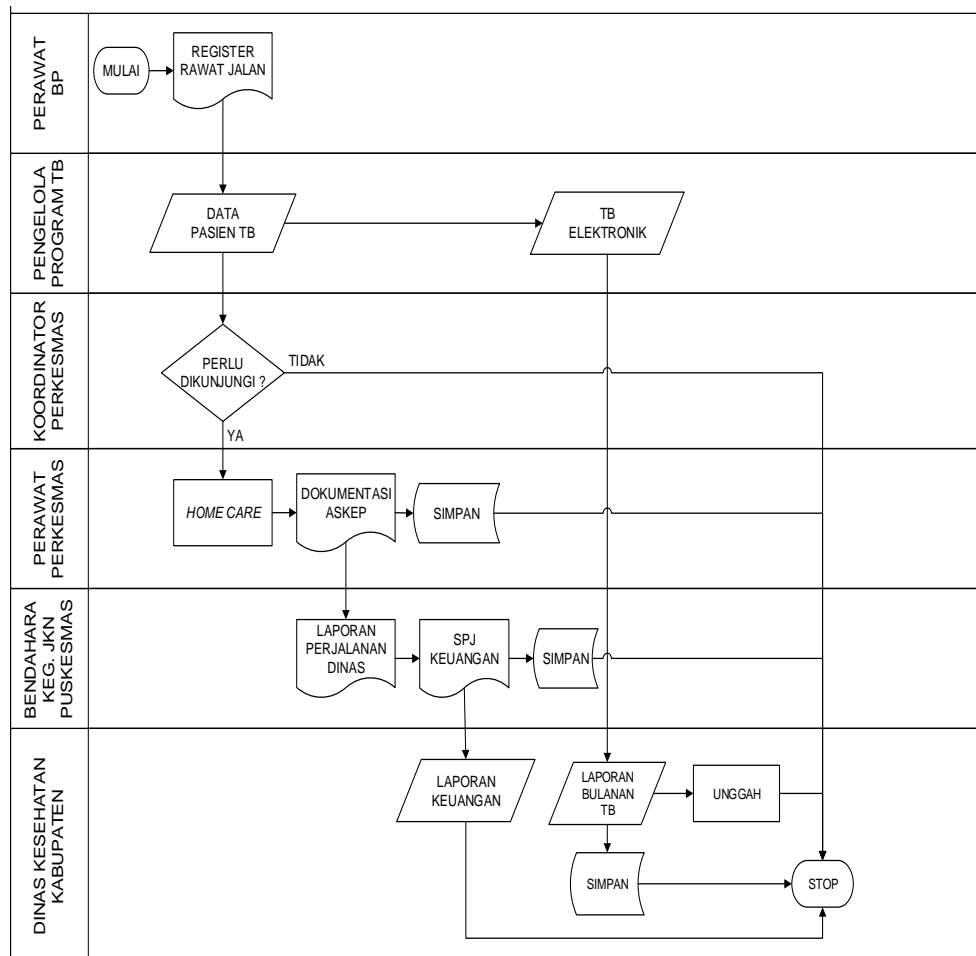 PERAWAT
BP
MULAI
REGISTER
RAWAT JALAN
PENGELOLA
PROGRAM TB
DATA
PASIEN TB
TB
ELEKTRONIK
KOORDINATOR
PERKESMAS
PERLU
DIKUNJUNGI ?
TIDAK
YA
PERAWAT
PERKESMAS
HOME CARE
DOKUMENTASI
ASKEP
SIMPAN
BENDAHARA
KEG. JKN
PUSKESMAS
LAPORAN
PERJALANAN
DINAS
SPJ
KEUANGAN
SIMPAN
DINAS KESEHATAN
KABUPATEN
LAPORAN
KEUANGAN
LAPORAN
BULANAN
TB
UNGGAH
SIMPAN
STOP